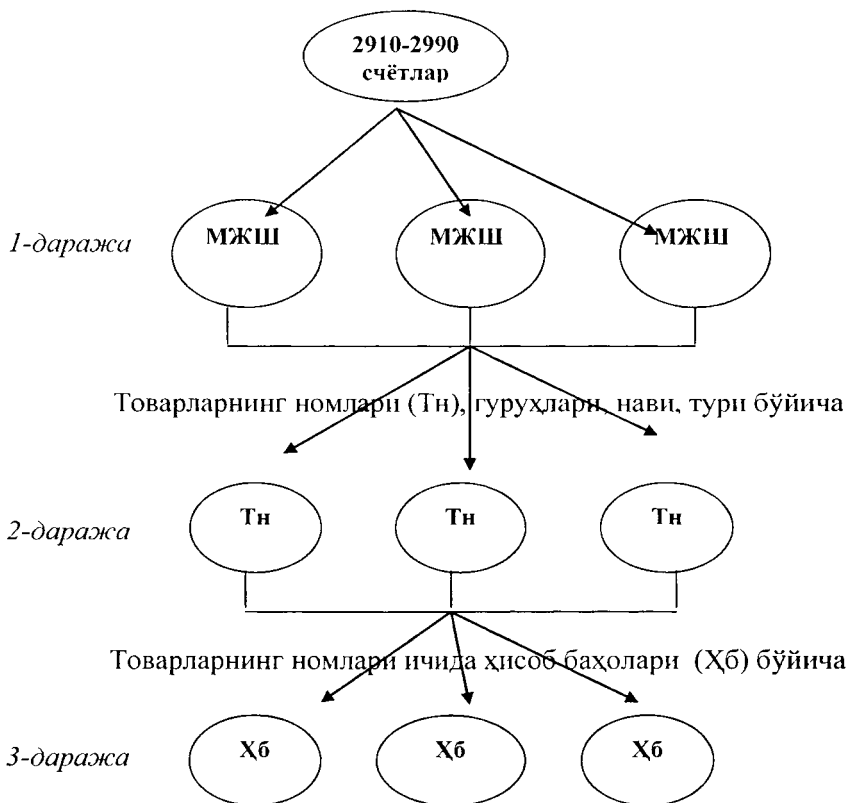 2910-2990
счётлар
1-даража
МЖШ МЖШ МЖШ
Товарларнинг номлари (Тн), гуруҳлари, нави, тури бўйича
2-даража
Тн Тн Тн
Товарларнинг номлари ичида ҳисоб баҳолари (Ҳб) бўйича
3-даража
Ҳб Ҳб Ҳб